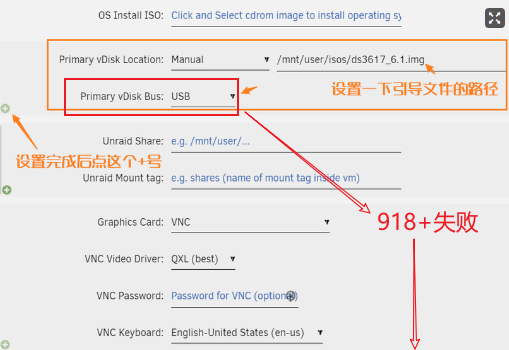 OS Install ISO: Click and Select cdrom image to install operating sy
Primary vDisk Location: Manual /mnt/user/isos/ds3617_6.1.img
设置一下引导文件的路径
Primary vDisk Bus: USB
设置完成后点这个+号
Unraid Share: e.g. /mnt/user/...
Unraid Mount tag: e.g. shares (name of mount tag inside vm)
918+失败
Graphics Card: VNC
VNC Video Driver: QXL (best)
VNC Password: Password for VNC (optional)
VNC Keyboard: English-United States (en-us)